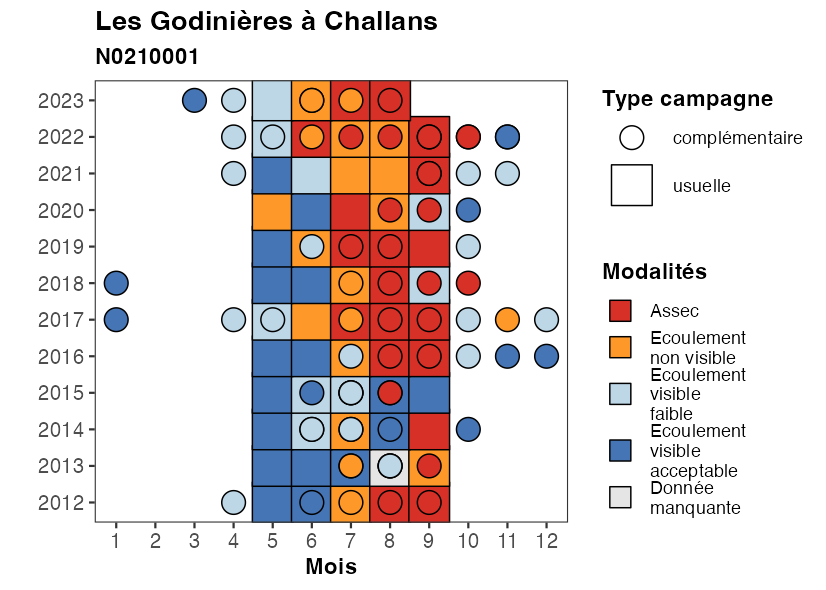 Les Godinières à Challans
N0210001
2023
2022
2021
2020
2019
2018
2017
2016
2015
2014
2013
2012
1 2 3 4 5 6 7 8 9 10 11 12
Mois
Type campagne
complémentaire
usuelle
Modalités
Assec
Ecoulement
non visible
Ecoulement
visible
faible
Ecoulement
visible
acceptable
Donnée
manquante